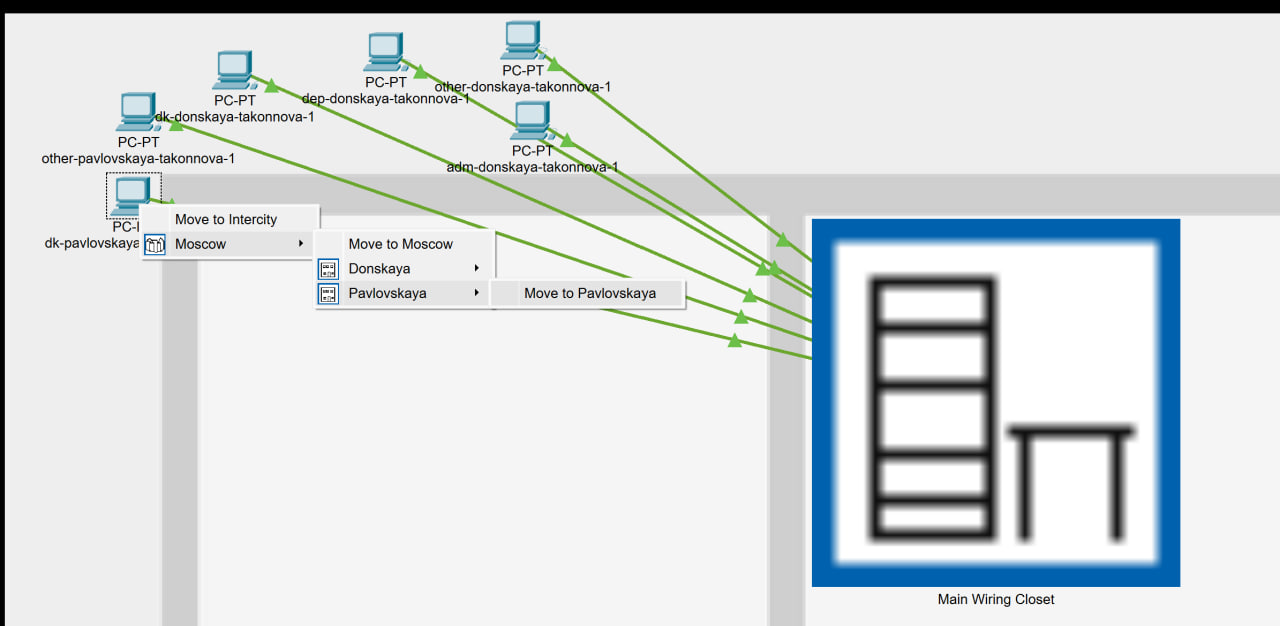 PC-PT
other-donskaya-takonnova-1
PC-PT
dep-donskaya-takonnova-1
PC-PT
dk-donskaya-takonnova-1
PC-PT
other-pavlovskaya-takonnova-1
PC-PT
adm-donskaya-takonnova-1
dk-pavlovskaya
Move to Intercity
Moscow
Move to Moscow
Donskaya
Pavlovskaya
Move to Pavlovskaya
Main Wiring Closet